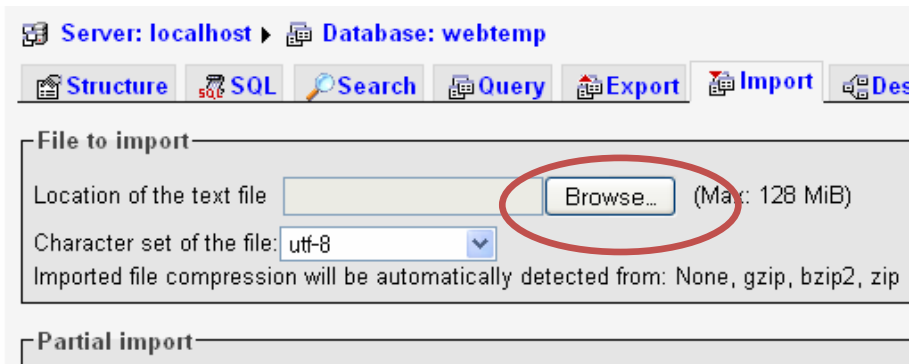 Server: localhost Database: webtemp
Structure SQL Search Query Export Import Des
File to import
Location of the text file Browse... (Max: 128 MiB)
Character set of the file: utf-8
Imported file compression will be automatically detected from: None, gzip, bzip2, zip
Partial import